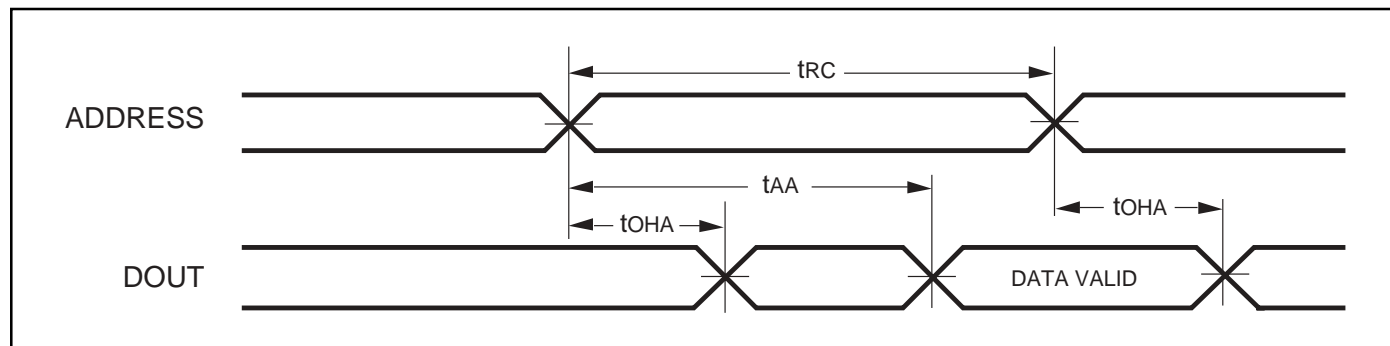 tRC
ADDRESS
tAA
tOHA
tOHA
DOUT
DATA VALID